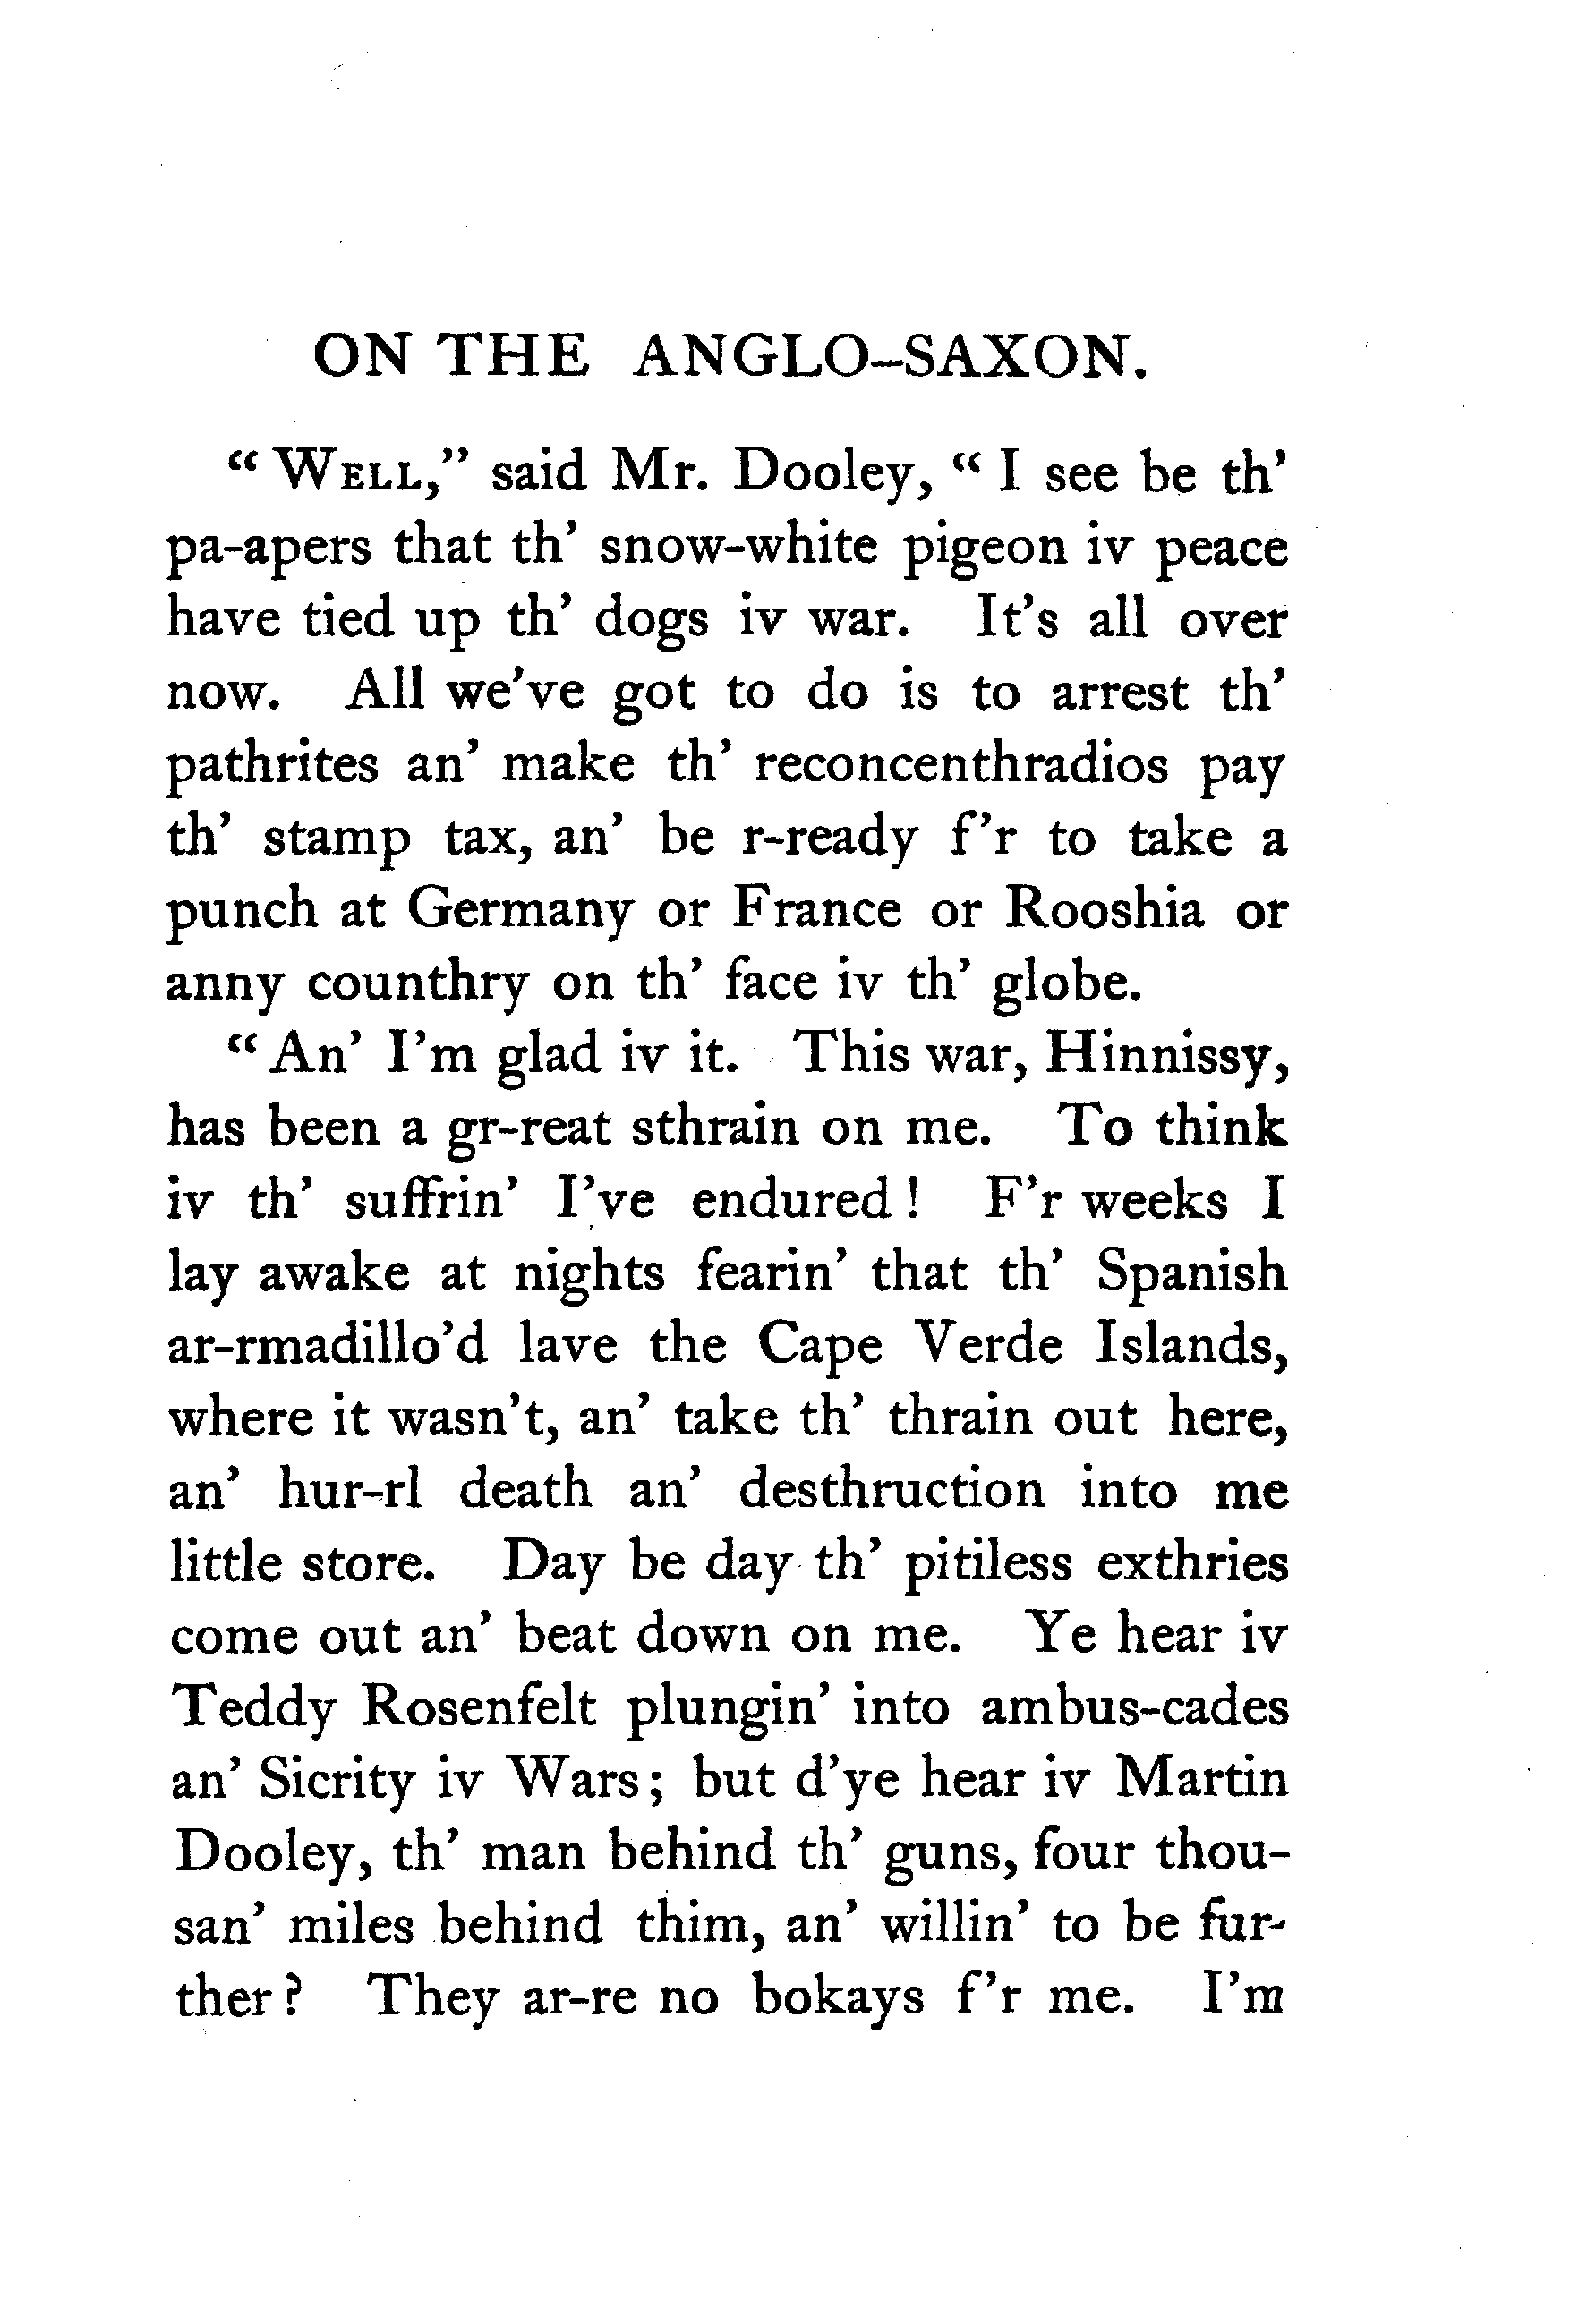 ON THE ANGLO-SAXON.
“WELL,” said Mr. Dooley, “I see be th’
pa-apers that th’ snow-white pigeon iv peace
have tied up th’ dogs iv war. It’s all over
now. All we’ve got to do is to arrest th’
pathrites an’ make th’ reconcenthradios pay
th’ stamp tax, an’ be r-ready f’r to take a
punch at Germany or France or Rooshia or
anny counthry on th’ face iv th’ globe.
“An’ I’m glad iv it. This war, Hinnissy,
has been a gr-reat sthrain on me. To think
iv th’ suffrin’ I’ve endured! F’r weeks I
lay awake at nights fearin’ that th’ Spanish
ar-rmadillo’d lave the Cape Verde Islands,
where it wasn’t, an’ take th’ thrain out here,
an’ hur-rl death an’ desthruction into me
little store. Day be day th’ pitiless exthries
come out an’ beat down on me. Ye hear iv
Teddy Rosenfelt plungin’ into ambus-cades
an’ Sicrity iv Wars; but d’ye hear iv Martin
Dooley, th’ man behind th’ guns, four thou-
san’ miles behind thim, an’ willin’ to be fur-
ther? They ar-re no bokays f’r me. I’m